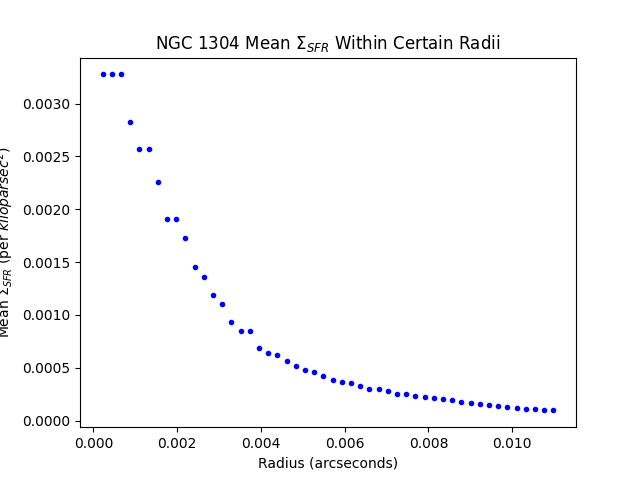 NGC 1304 Mean Σ_SFR Within Certain Radii
Mean Σ_SFR (per kiloparsec²)
0.0030
0.0025
0.0020
0.0015
0.0010
0.0005
0.0000
0.000 0.002 0.004 0.006 0.008 0.010
Radius (arcseconds)